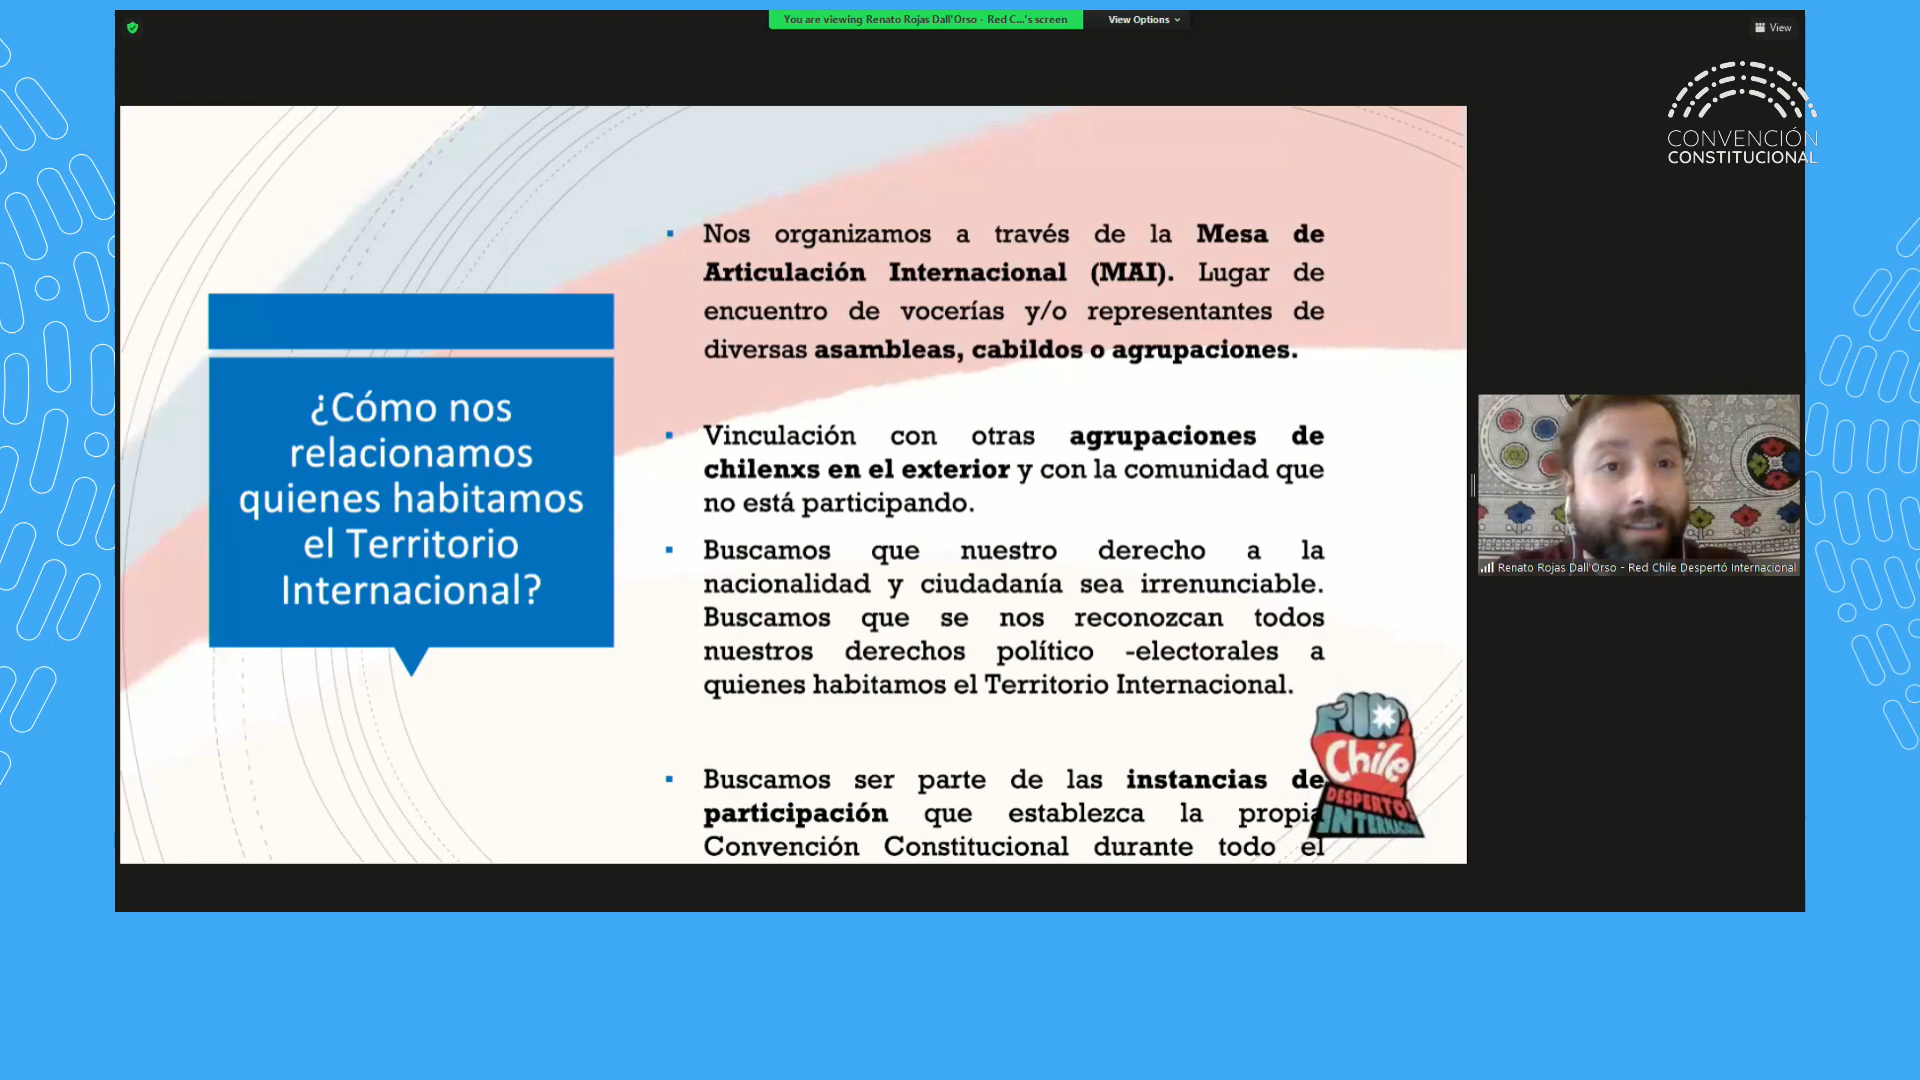 You are viewing Renato Rojas Dall'Orso - Red C...'s screen
View Options
View
CONVENCIÓN
CONSTITUCIONAL
¿Cómo nos
relacionamos
quienes habitamos
el Territorio
Internacional?
Nos organizamos a través de la Mesa de
Articulación Internacional (MAI). Lugar de
encuentro de vocerías y/o representantes de
diversas asambleas, cabildos o agrupaciones.
Vinculación con otras agrupaciones de
chilenxs en el exterior y con la comunidad que
no está participando.
Buscamos que nuestro derecho a la
nacionalidad y ciudadanía sea irrenunciable.
Buscamos que se nos reconozcan todos
nuestros derechos político -electorales a
quienes habitamos el Territorio Internacional.
Buscamos ser parte de las instancias de
participación que establezca la propia
Convención Constitucional durante todo el
Chile
DESPERTÓ
Renato Rojas Dall'Orso - Red Chile Despertó Internacional